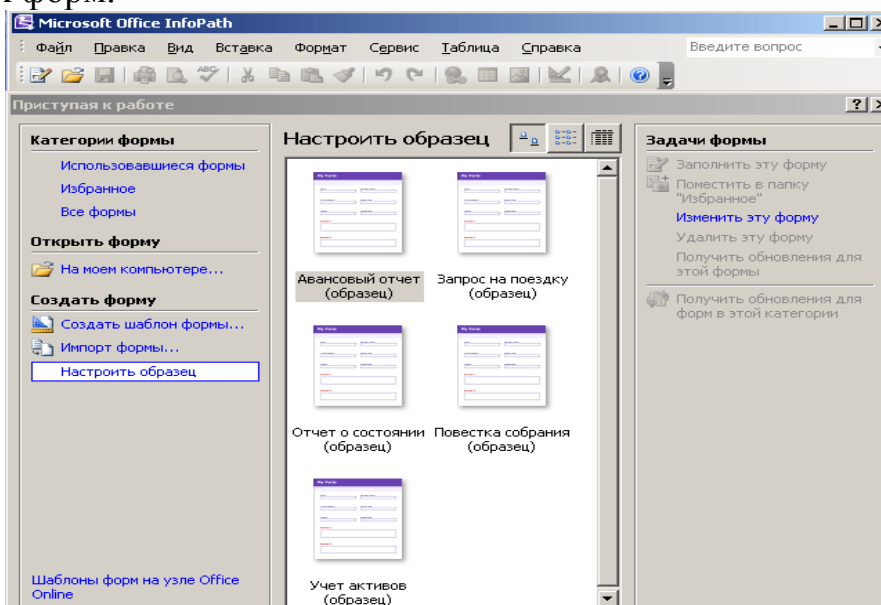 форм.
Microsoft Office InfoPath
Файл Правка Вид Вставка Формат Сервис Таблица Справка Введите вопрос
Приступая к работе
Категории формы
Использовавшиеся формы
Избранное
Все формы
Открыть форму
На моем компьютере...
Создать форму
Создать шаблон формы...
Импорт формы...
Настроить образец
Шаблоны форм на узле Office
Online
Настроить образец
Авансовый отчет
(образец)
Запрос на поездку
(образец)
Отчет о состоянии
(образец)
Повестка собрания
(образец)
Учет активов
(образец)
Задачи формы
Заполнить эту форму
Поместить в папку
"Избранное"
Изменить эту форму
Удалить эту форму
Получить обновления для
этой формы
Получить обновления для
форм в этой категории